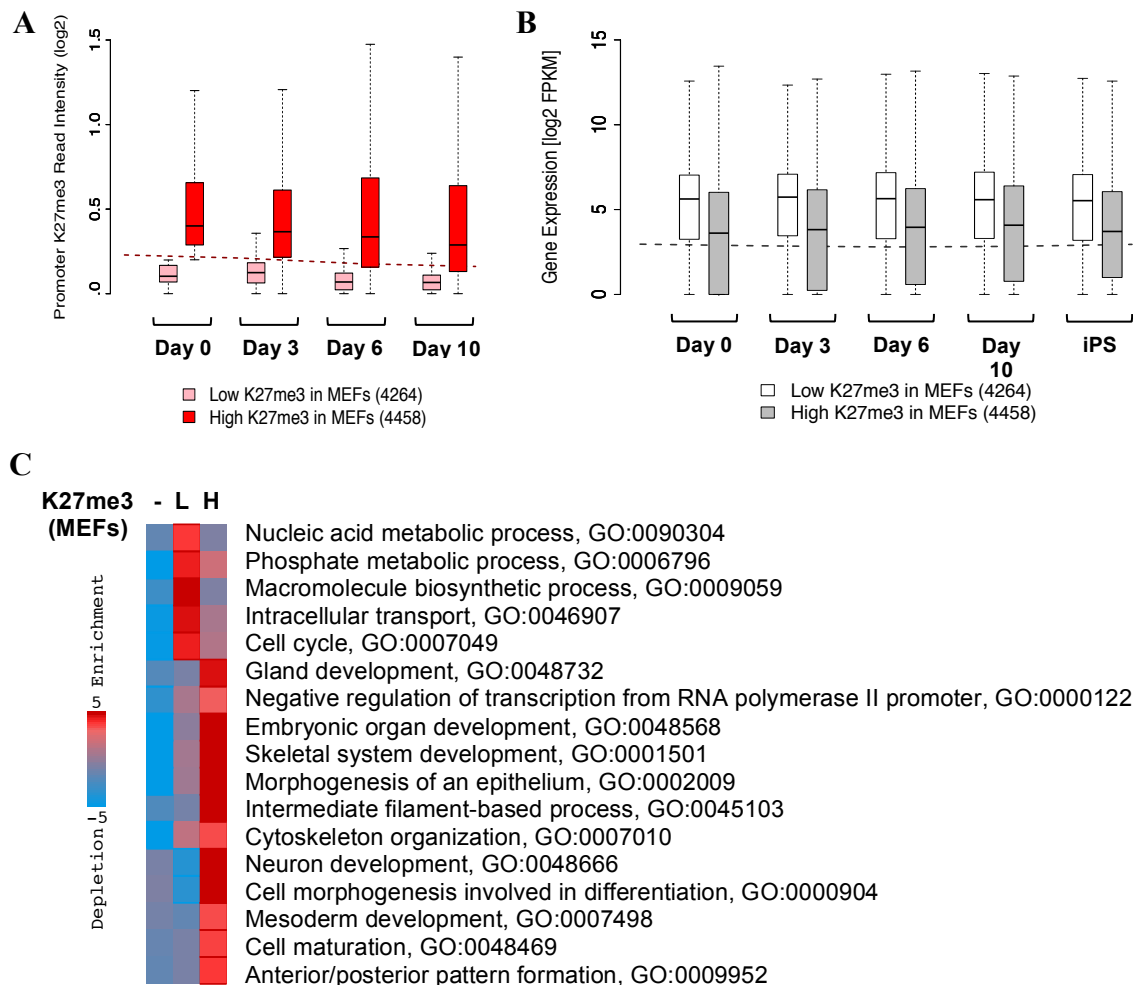 A
Promoter K27me3 Read Intensity (log2)
1.5
1.0
0.5
.0
Day 0
Day 3
Day 6
Day 10
Low K27me3 in MEFs (4264)
High K27me3 in MEFs (4458)
B
Gene Expression [log2 FPKM]
15
10
5
0
Day 0
Day 3
Day 6
Day
10
iPS
Low K27me3 in MEFs (4264)
High K27me3 in MEFs (4458)
C
K27me3 - L H
(MEFs)
Nucleic acid metabolic process, GO:0090304
Phosphate metabolic process, GO:0006796
Macromolecule biosynthetic process, GO:0009059
Intracellular transport, GO:0046907
Cell cycle, GO:0007049
Gland development, GO:0048732
Negative regulation of transcription from RNA polymerase II promoter, GO:0000122
Embryonic organ development, GO:0048568
Skeletal system development, GO:0001501
Morphogenesis of an epithelium, GO:0002009
Intermediate filament-based process, GO:0045103
Cytoskeleton organization, GO:0007010
Neuron development, GO:0048666
Cell morphogenesis involved in differentiation, GO:0000904
Mesoderm development, GO:0007498
Cell maturation, GO:0048469
Anterior/posterior pattern formation, GO:0009952
Enrichment
5
-5
Depletion